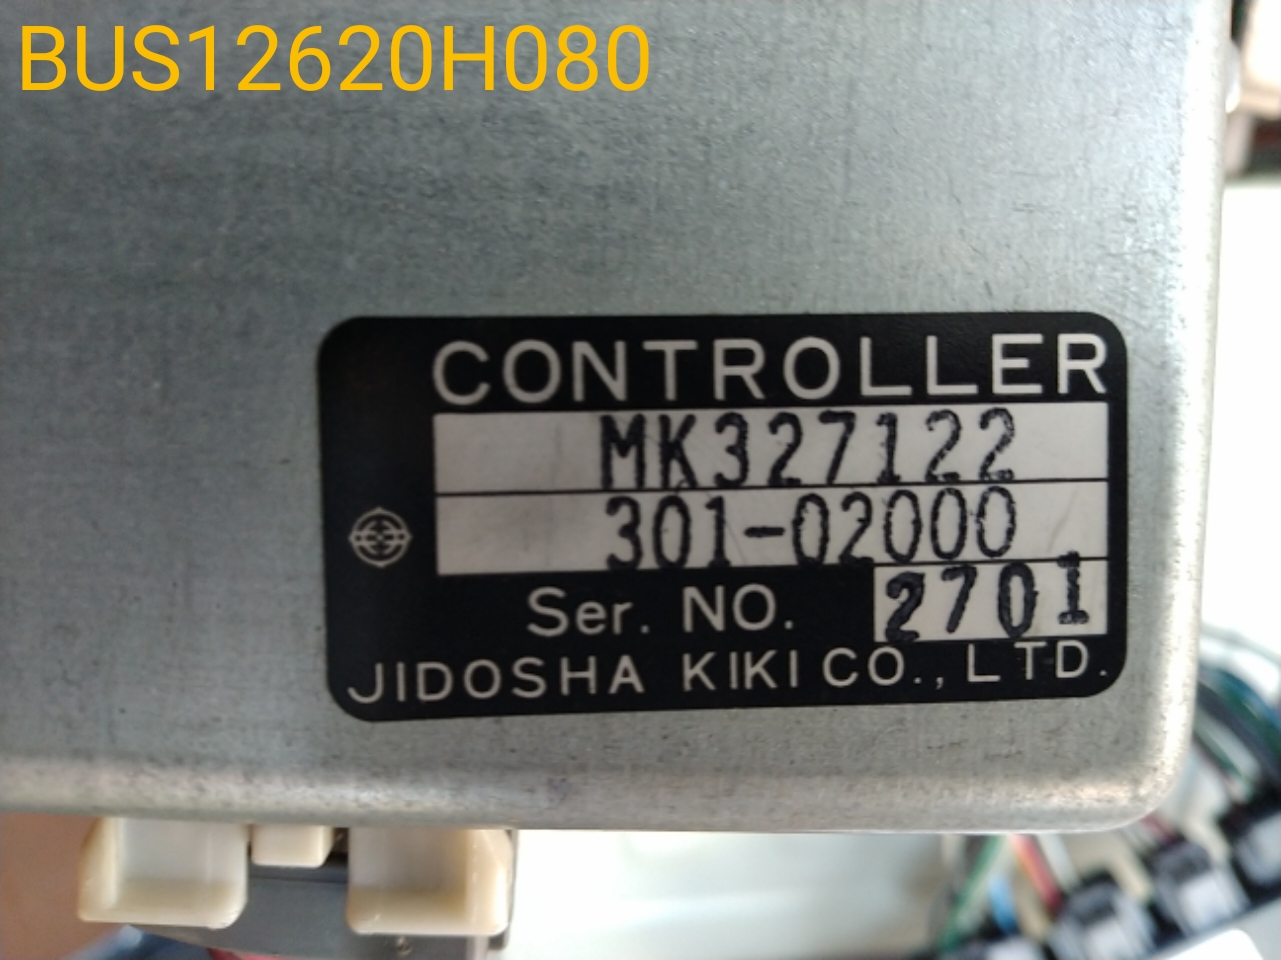 BUS12620H080
CONTROLLER
MK327122
301-02000
Ser. NO. 2701
JIDOSHA KIKI CO., LTD.